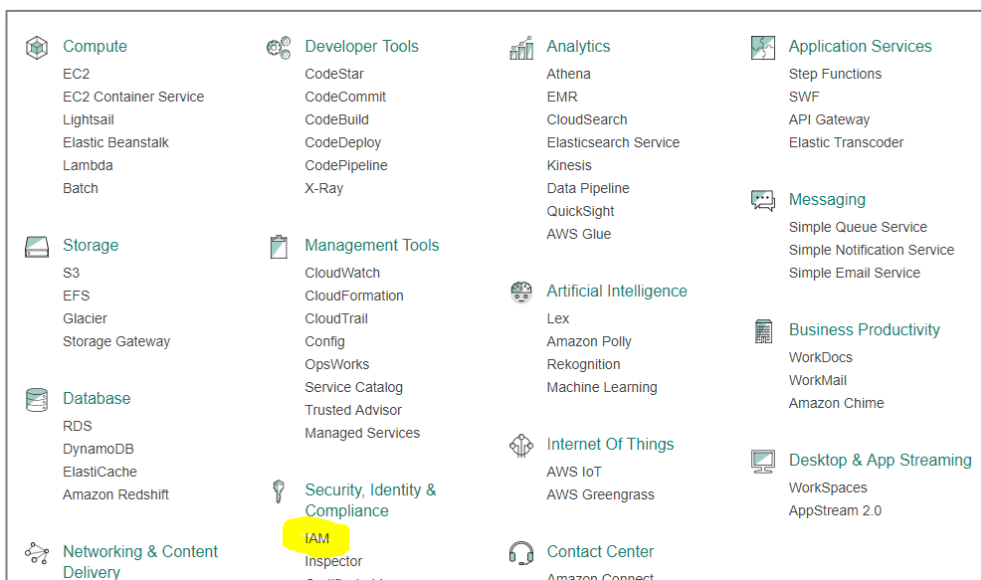 Compute
EC2
EC2 Container Service
Lightsail
Elastic Beanstalk
Lambda
Batch
Storage
S3
EFS
Glacier
Storage Gateway
Database
RDS
DynamoDB
ElastiCache
Amazon Redshift
Networking & Content
Delivery
Developer Tools
CodeStar
CodeCommit
CodeBuild
CodeDeploy
CodePipeline
X-Ray
Management Tools
CloudWatch
CloudFormation
CloudTrail
Config
OpsWorks
Service Catalog
Trusted Advisor
Managed Services
Security, Identity &
Compliance
IAM
Inspector
Analytics
Athena
EMR
CloudSearch
Elasticsearch Service
Kinesis
Data Pipeline
QuickSight
AWS Glue
Artificial Intelligence
Lex
Amazon Polly
Rekognition
Machine Learning
Internet Of Things
AWS IoT
AWS Greengrass
Contact Center
Amazon Connect
Application Services
Step Functions
SWF
API Gateway
Elastic Transcoder
Messaging
Simple Queue Service
Simple Notification Service
Simple Email Service
Business Productivity
WorkDocs
WorkMail
Amazon Chime
Desktop & App Streaming
WorkSpaces
AppStream 2.0